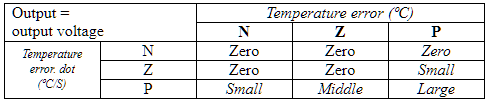 Output = Temperature error (°C)
output voltage N Z P
Temperature N Zero Zero Zero
error. dot Z Zero Zero Small
(°C/S) P Small Middle Large